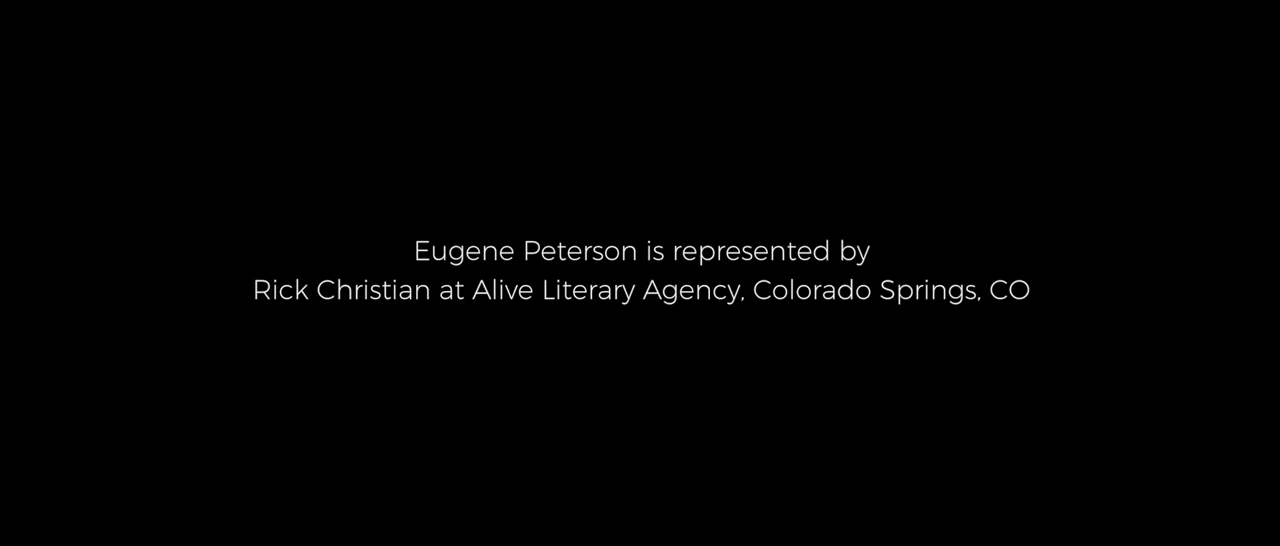 Eugene Peterson is represented by
Rick Christian at Alive Literary Agency, Colorado Springs, CO